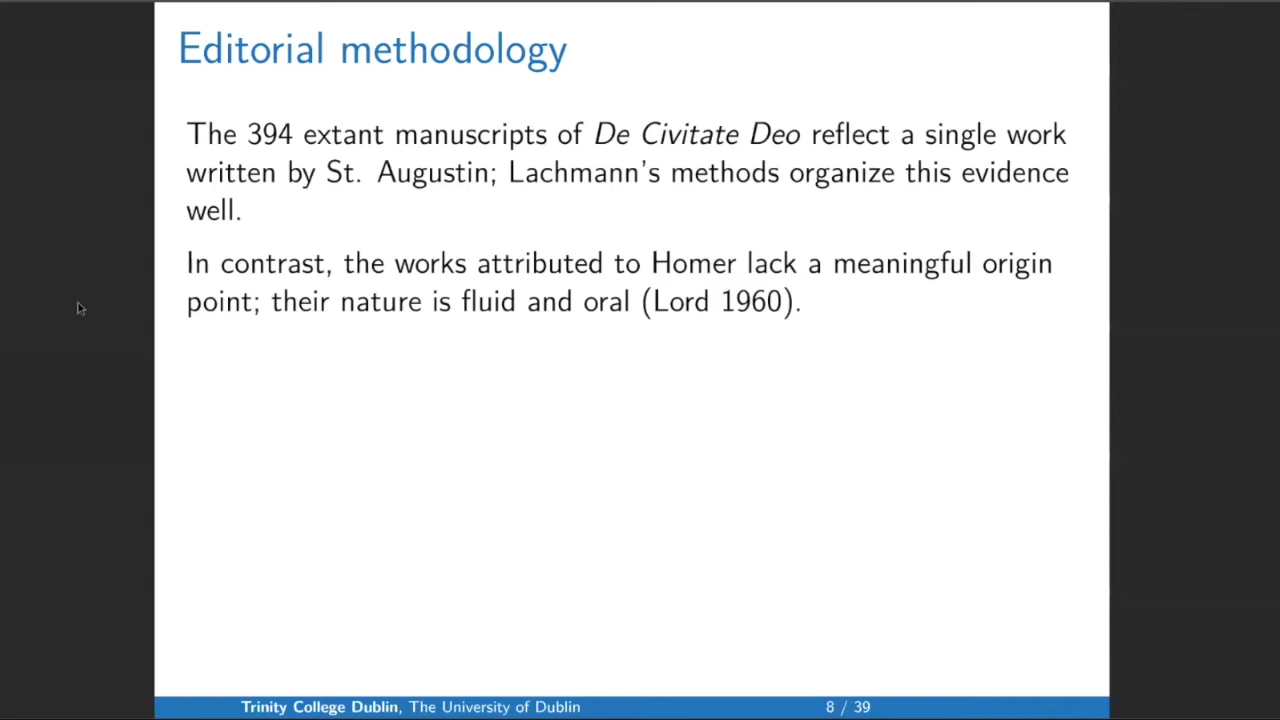 Editorial methodology
The 394 extant manuscripts of De Civitate Deo reflect a single work
written by St. Augustin; Lachmann's methods organize this evidence
well.
In contrast, the works attributed to Homer lack a meaningful origin
point; their nature is fluid and oral (Lord 1960).
Trinity College Dublin, The University of Dublin 8 / 39